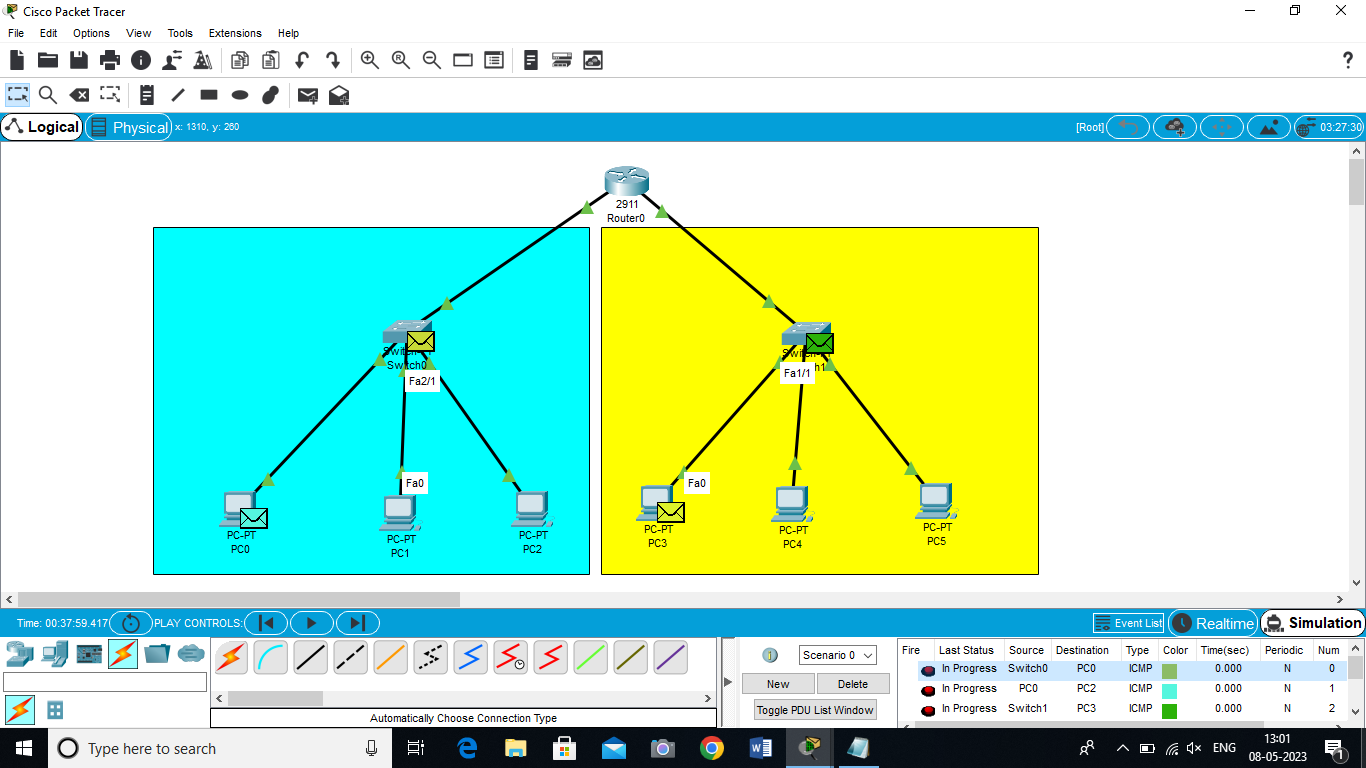 Cisco Packet Tracer
File Edit Options View Tools Extensions Help
?
Logical Physical x: 1310, y: 260 [Root] 03:27:30
2911
Router0
Switch0
Fa2/1
Fa1/1
Fa0
Fa0
PC-PT
PC0
PC-PT
PC1
PC-PT
PC2
PC-PT
PC3
PC-PT
PC4
PC-PT
PC5
Time: 00:37:59.417 PLAY CONTROLS: Event List Realtime Simulation
Scenario 0
New Delete
Toggle PDU List Window
Automatically Choose Connection Type
Fire Last Status Source Destination Type Color Time(sec) Periodic Num
In Progress Switch0 PC0 ICMP 0.000 N 0
In Progress PC0 PC2 ICMP 0.000 N 1
In Progress Switch1 PC3 ICMP 0.000 N 2
Type here to search
ENG
13:01
08-05-2023
1